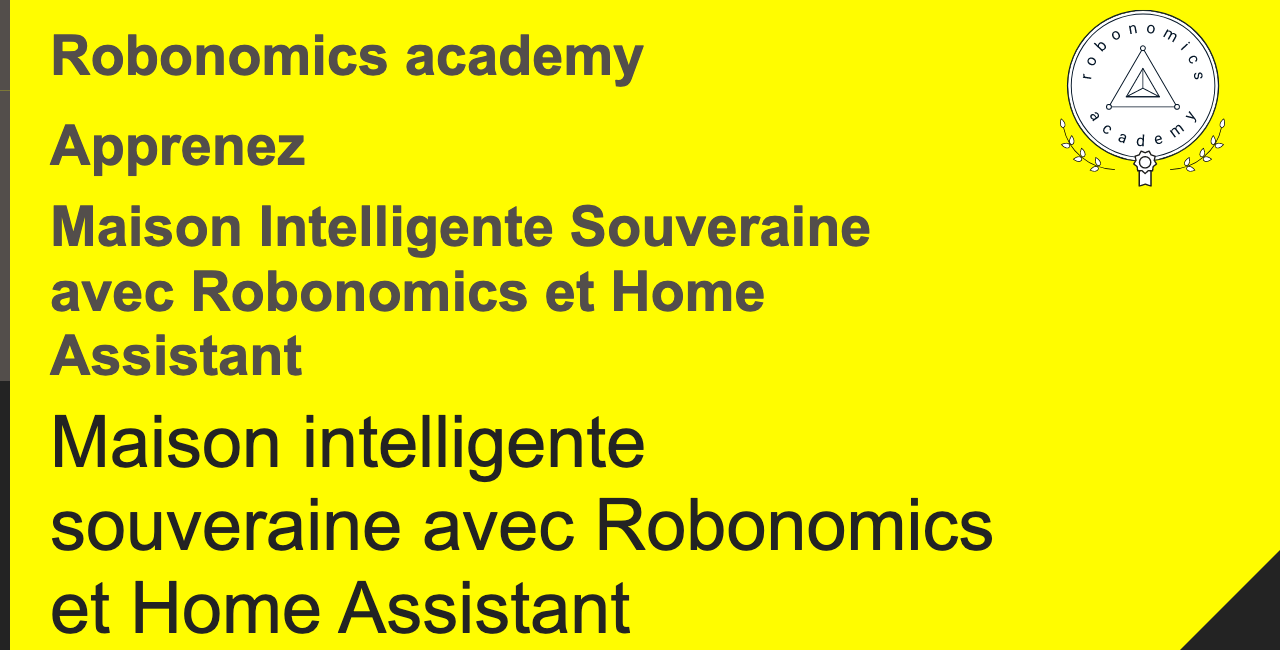 Robonomics academy
robonomics
academy
Apprenez
Maison Intelligente Souveraine
avec Robonomics et Home
Assistant
Maison intelligente
souveraine avec Robonomics
et Home Assistant